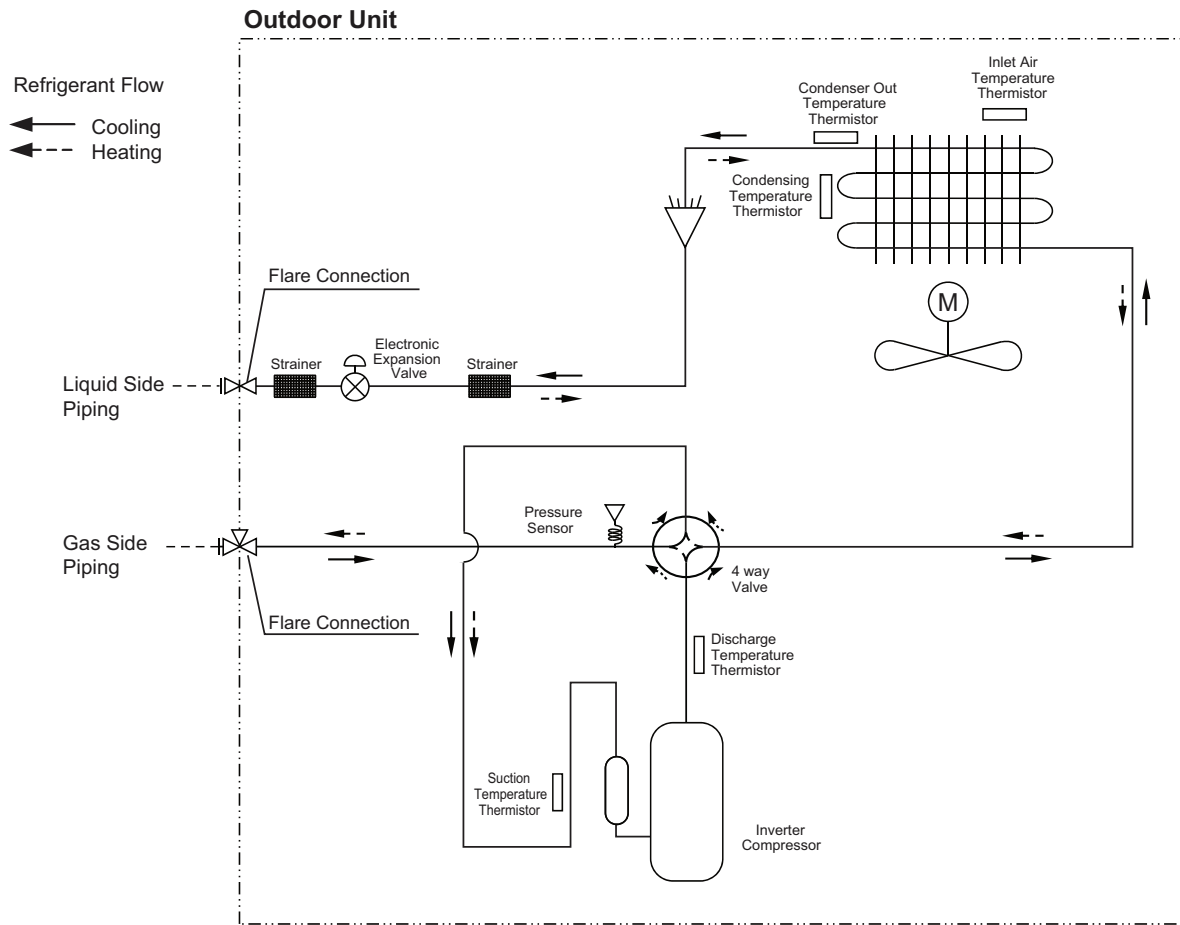 Outdoor Unit
Refrigerant Flow
Cooling
Heating
Inlet Air
Temperature
Thermistor
Condenser Out
Temperature
Thermistor
Condensing
Temperature
Thermistor
M
Flare Connection
Strainer
Electronic
Expansion
Valve
Strainer
Liquid Side
Piping
Pressure
Sensor
Gas Side
Piping
4 way
Valve
Flare Connection
Discharge
Temperature
Thermistor
Suction
Temperature
Thermistor
Inverter
Compressor